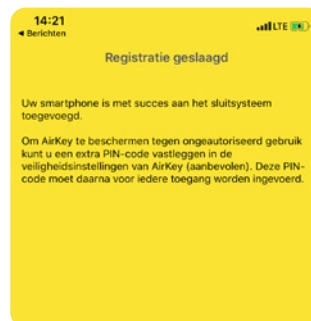 14:21
LTE
◀ Berichten
Registratie geslaagd
Uw smartphone is met succes aan het sluitsysteem
toegevoegd.
Om AirKey te beschermen tegen ongeautoriseerd gebruik
kunt u een extra PIN-code vastleggen in de
veiligheidsinstellingen van AirKey (aanbevolen). Deze PIN-
code moet daarna voor iedere toegang worden ingevoerd.